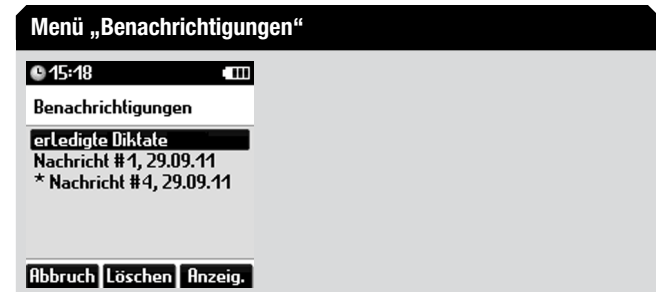 Menü „Benachrichtigungen“
15:18
Benachrichtigungen
erledigte Diktate
Nachricht #1, 29.09.11
* Nachricht #4, 29.09.11
Abbruch Löschen Anzeig.